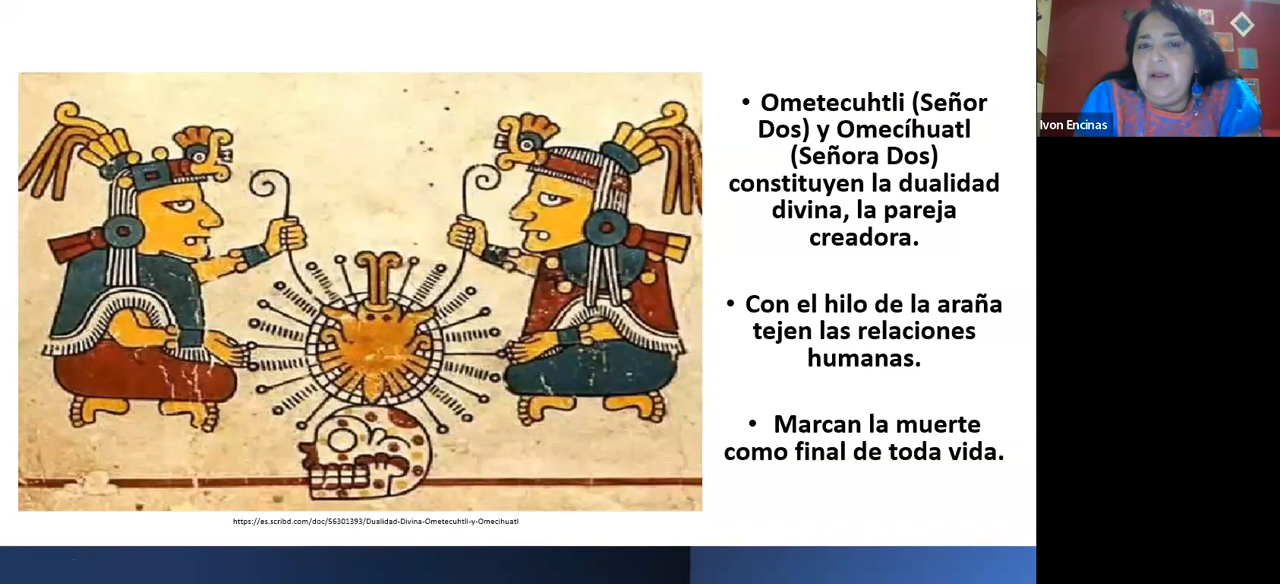 • Ometecuhtli (Señor
Dos) y Omecíhuatl
(Señora Dos)
constituyen la dualidad
divina, la pareja
creadora.
• Con el hilo de la araña
tejen las relaciones
humanas.
• Marcan la muerte
como final de toda vida.
https://es.scribd.com/doc/56301393/Dualidad-Divina-Ometecuhtli-y-Omecihuatl
Ivon Encinas